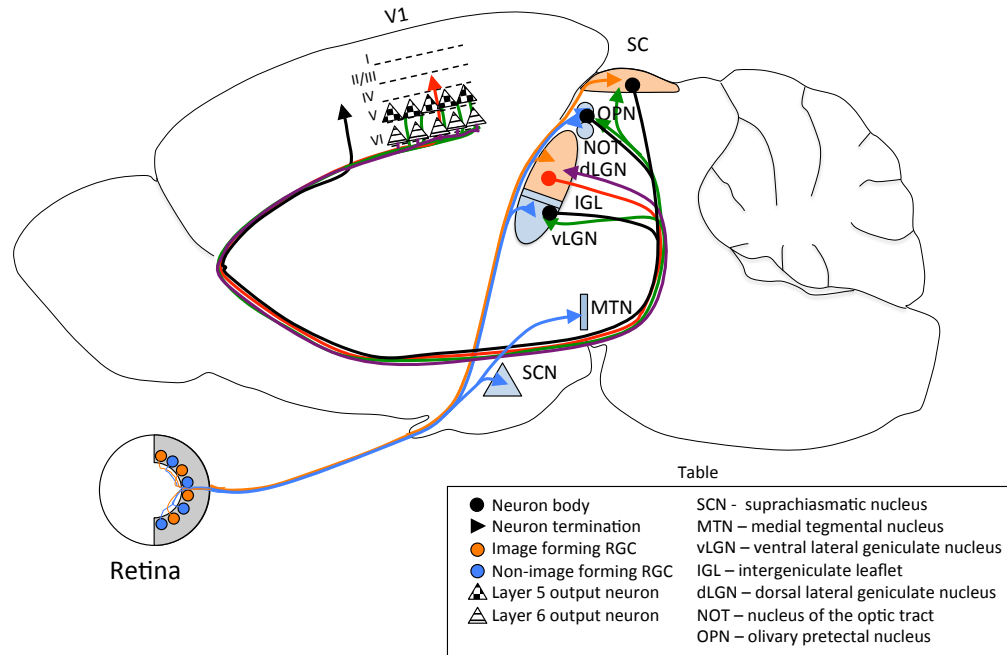 V1
SC
I
II/III
IV
V
VI
OPN
NOT
dLGN
IGL
vLGN
MTN
SCN
Retina
Table
Neuron body
Neuron termination
Image forming RGC
Non-image forming RGC
Layer 5 output neuron
Layer 6 output neuron
SCN - suprachiasmatic nucleus
MTN – medial tegmental nucleus
vLGN – ventral lateral geniculate nucleus
IGL – intergeniculate leaflet
dLGN – dorsal lateral geniculate nucleus
NOT - nucleus of the optic tract
OPN – olivary pretectal nucleus